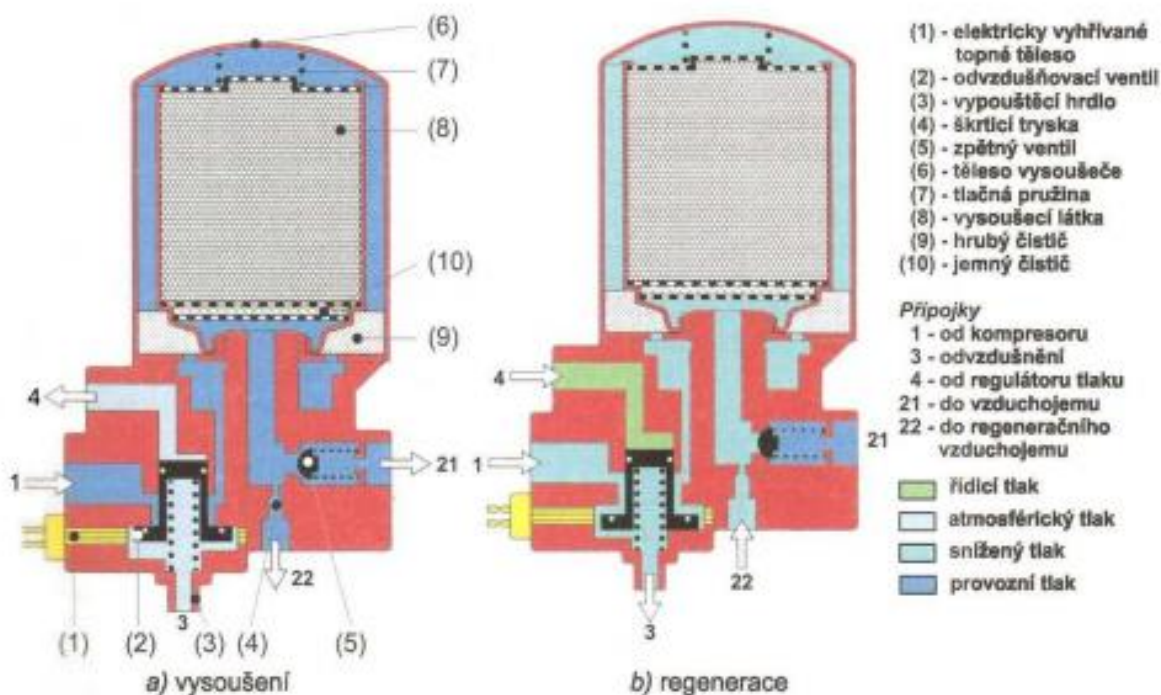 (6)
(7)
(8)
(10)
(9)
4
1
21
22
3
(1)
(2)
(3)
(4)
(5)
a) vysoušení
4
1
21
22
3
b) regenerace
(1) - elektricky vyhřívané
topné těleso
(2) - odvzdušňovací ventil
(3) - vypouštěcí hrdlo
(4) - škrticí tryska
(5) - zpětný ventil
(6) - těleso vysoušeče
(7) - tlačná pružina
(8) - vysoušecí látka
(9) - hrubý čistič
(10) - jemný čistič
Přípojky
1 - od kompresoru
3 - odvzdušnění
4 - od regulátoru tlaku
21 - do vzduchojemu
22 - do regeneračního
vzduchojemu
řídicí tlak
atmosférický tlak
snížený tlak
provozní tlak